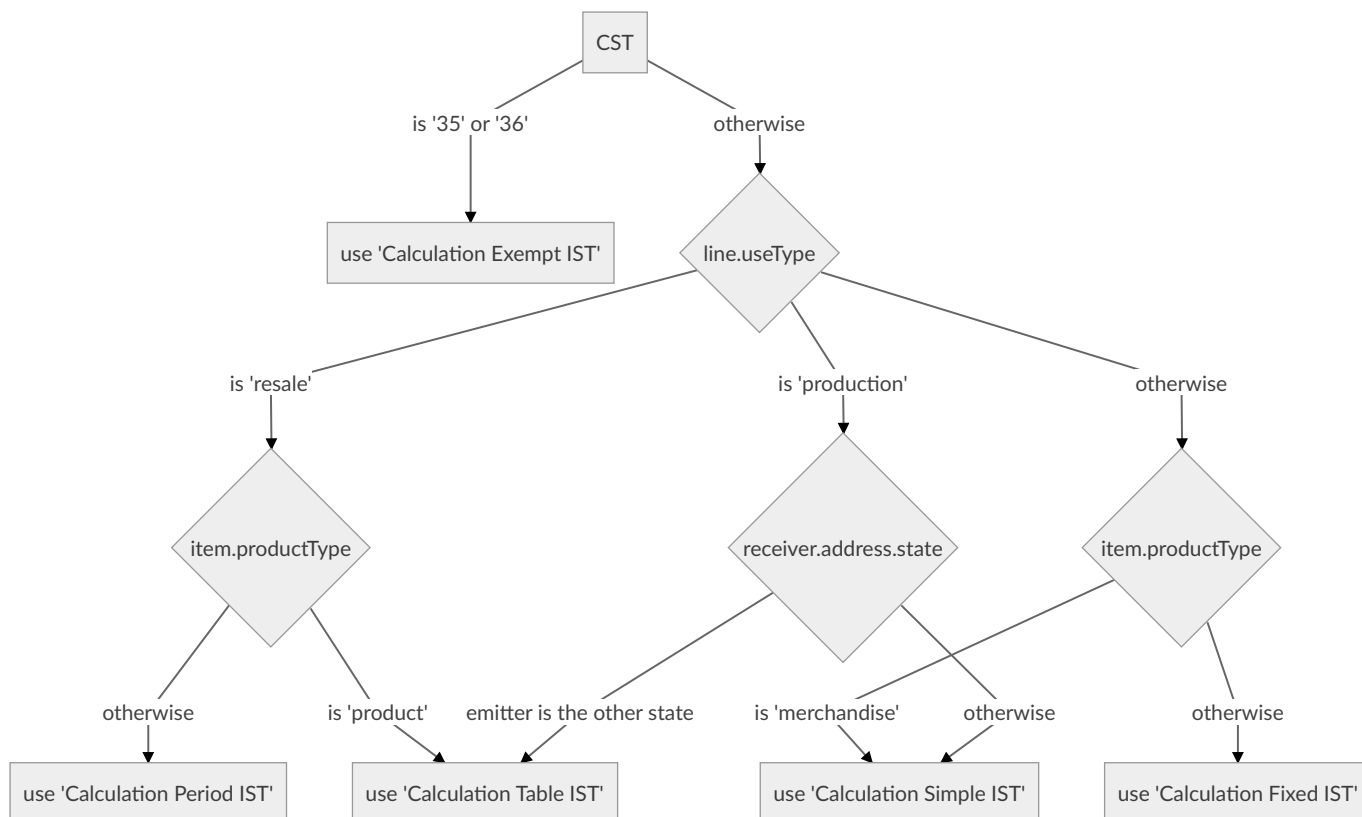 CST
is '35' or '36'
otherwise
use 'Calculation Exempt IST'
line.useType
is 'resale'
is 'production'
otherwise
item.productType
receiver.address.state
item.productType
otherwise
is 'product'
emitter is the other state
is 'merchandise'
otherwise
otherwise
use 'Calculation Period IST'
use 'Calculation Table IST'
use 'Calculation Simple IST'
use 'Calculation Fixed IST'